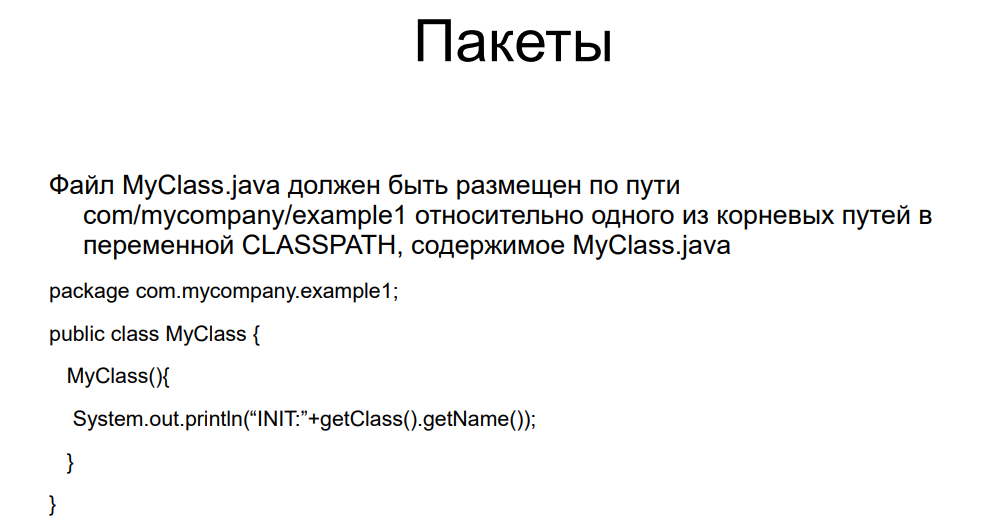 Пакеты
Файл MyClass.java должен быть размещен по пути
com/mycompany/example1 относительно одного из корневых путей в
переменной CLASSPATH, содержимое MyClass.java
package com.mycompany.example1;
public class MyClass {
MyClass(){
System.out.println(“INIT:”+getClass().getName());
}
}